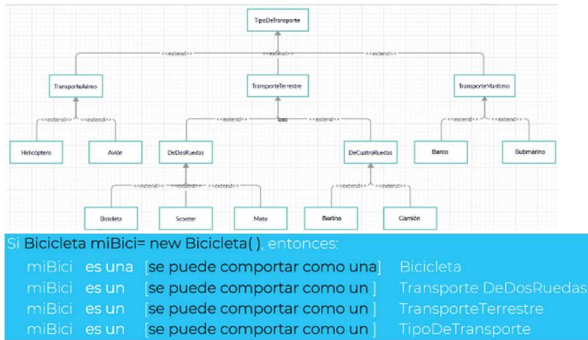 TipoDeTransporte
<<extend>> <<extend>> <<extend>>
TransporteAéreo TransporteTerrestre TransporteMarítimo
<<extend>> <<extend>> <<extend>> <<extend>> <<extend>> <<extend>>
Helicóptero Avión DeDosRuedas DeCuatroRuedas Barco Submarino
<<extend>> <<extend>> <<extend>> <<extend>> <<extend>>
Bicicleta Scooter Moto Berlina Camión
Si Bicicleta miBici= new Bicicleta( ), entonces:
miBici es una [se puede comportar como una] Bicicleta
miBici es un [se puede comportar como un ] Transporte DeDosRuedas
miBici es un [se puede comportar como un ] TransporteTerrestre
miBici es un [se puede comportar como un ] TipoDeTransporte